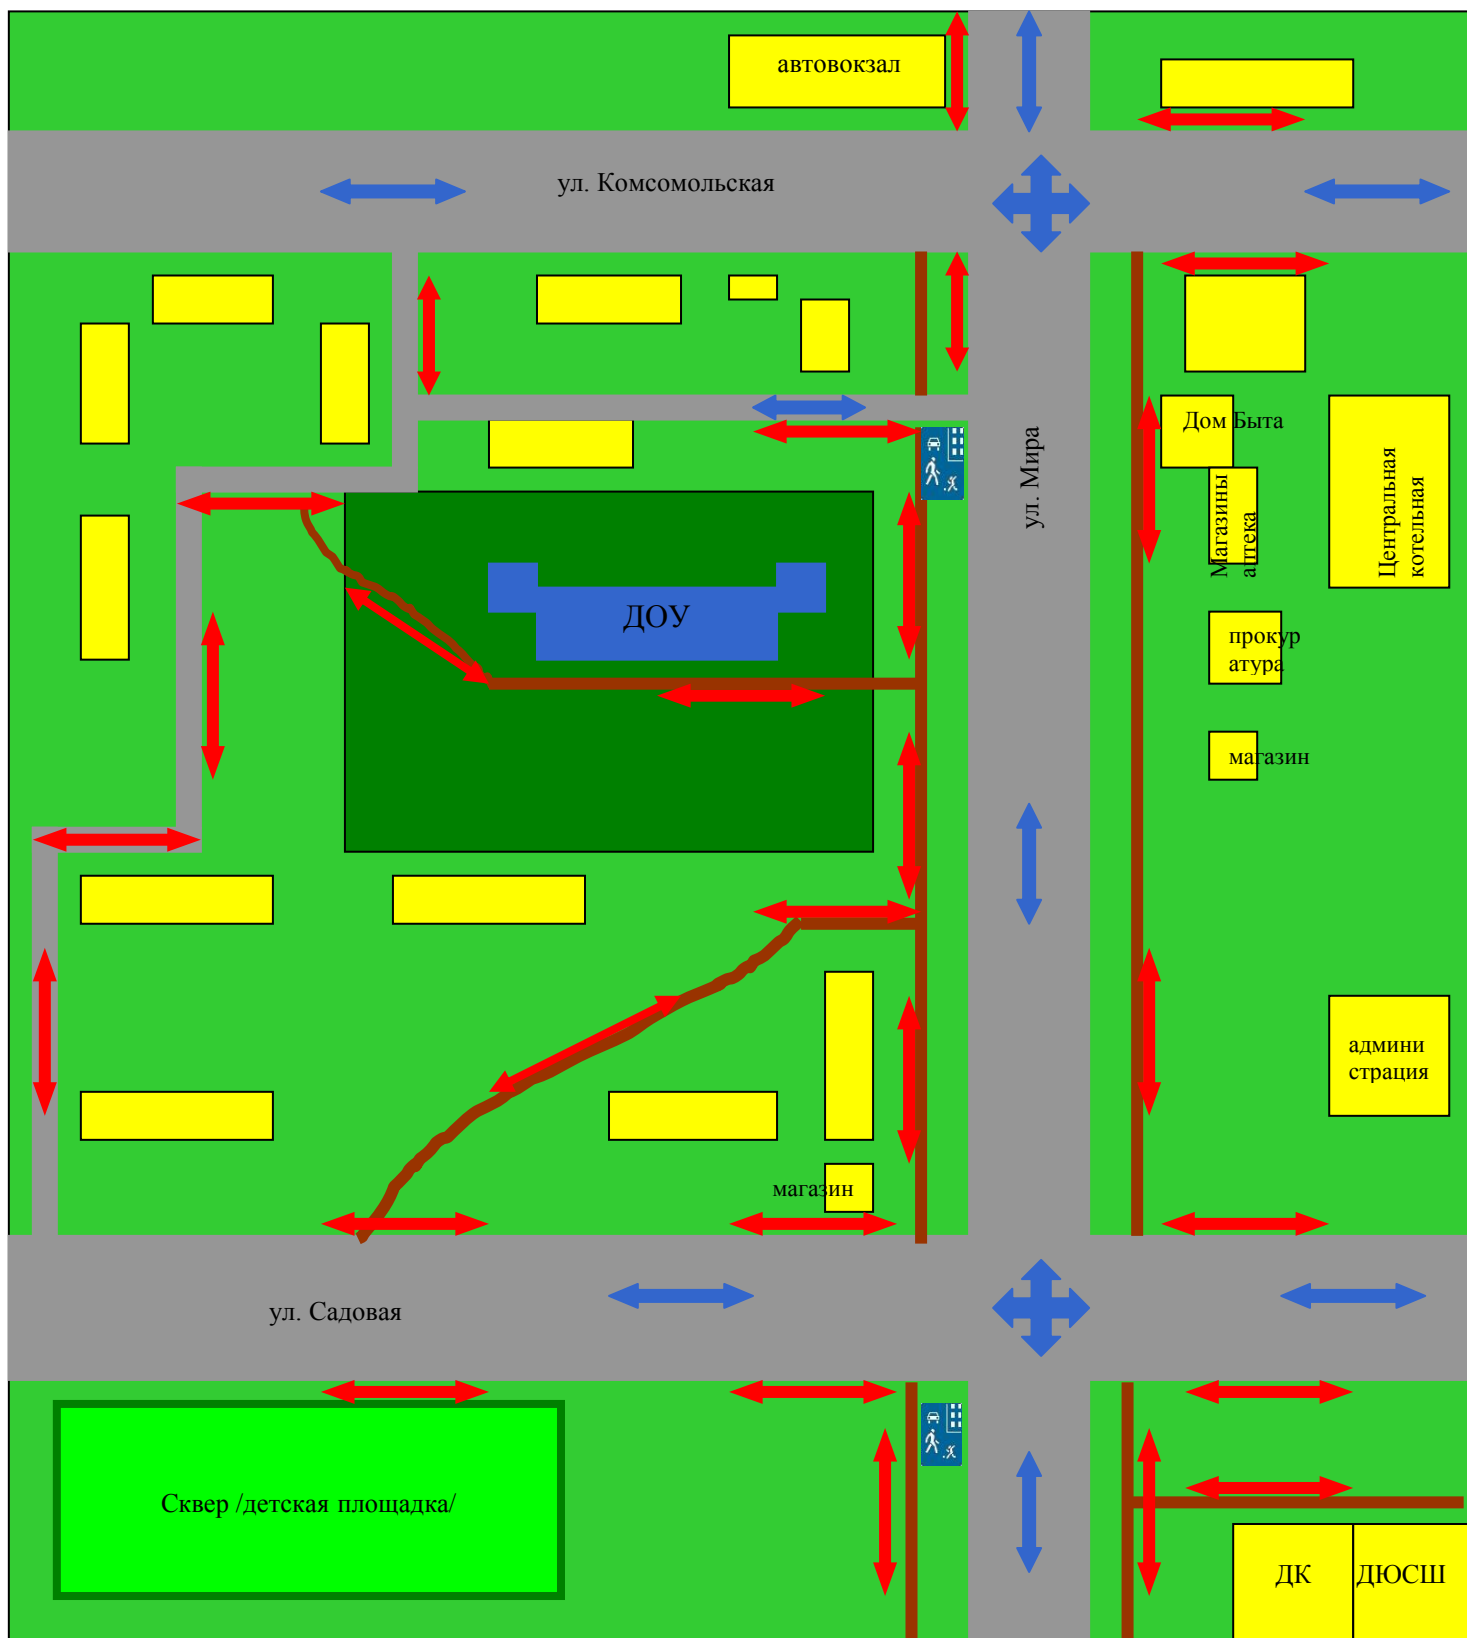 автовокзал
ул. Комсомольская
Дом Быта
ул. Мира
Магазины
аптека
Центральная
котельная
ДОУ
прокур
атура
магазин
админи
страция
магазин
ул. Садовая
Сквер /детская площадка/
ДК
ДЮСШ